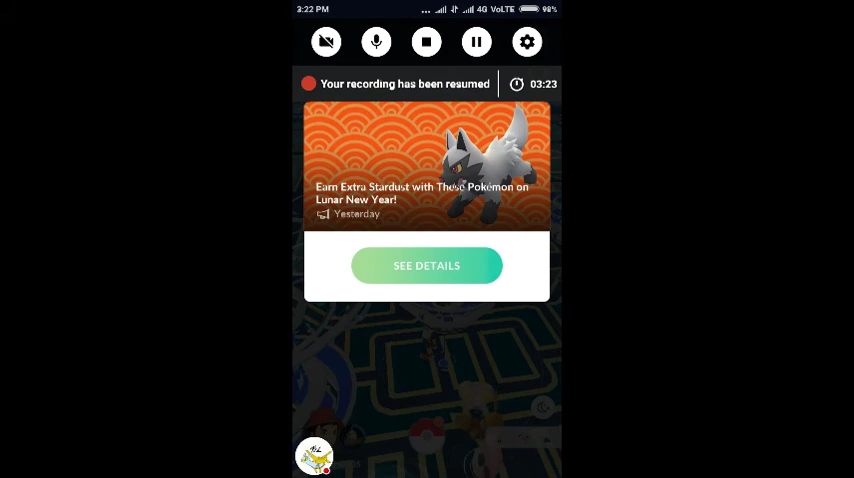 3:22 PM ... 4G VoLTE 98%
Your recording has been resumed 03:23
Earn Extra Stardust with These Pokémon on
Lunar New Year!
Yesterday
SEE DETAILS